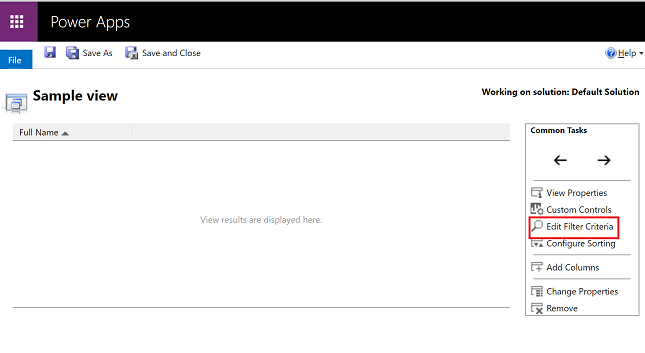 Power Apps
File
Save As
Save and Close
Help
Sample view
Working on solution: Default Solution
Full Name
View results are displayed here.
Common Tasks
View Properties
Custom Controls
Edit Filter Criteria
Configure Sorting
Add Columns
Change Properties
Remove